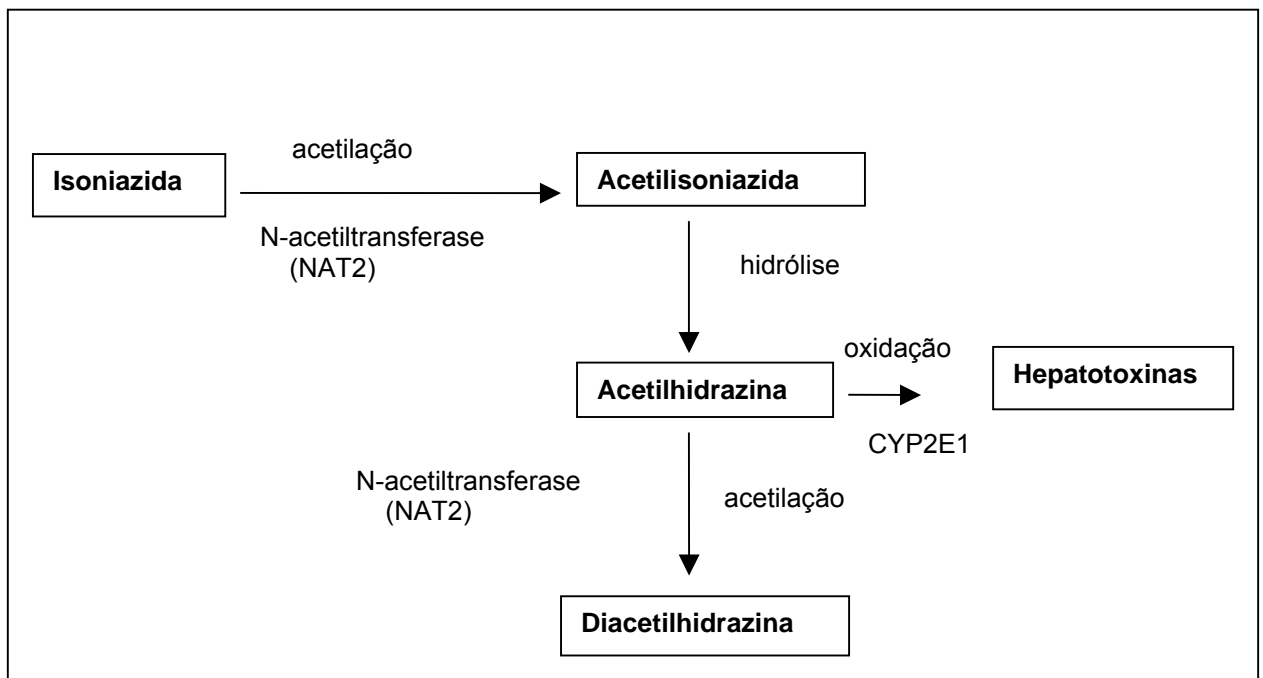 acetilação
Isoniazida
Acetilisoniazida
N-acetiltransferase
(NAT2)
hidrólise
oxidação
Acetilhidrazina
Hepatotoxinas
CYP2E1
N-acetiltransferase
(NAT2)
acetilação
Diacetilhidrazina